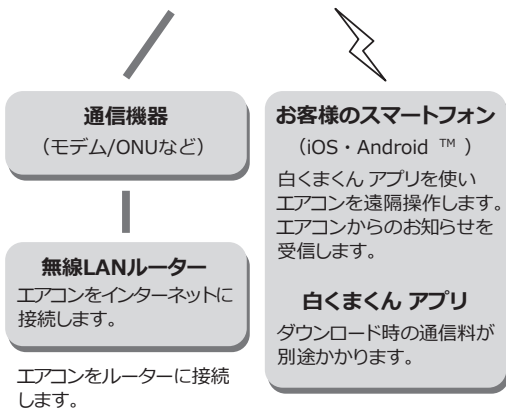 通信機器
（モデム/ONUなど）
無線LANルーター
エアコンをインターネットに
接続します。
エアコンをルーターに接続
します。
お客様のスマートフォン
（iOS・Android ™ ）
白くまくん アプリを使い
エアコンを遠隔操作します。
エアコンからのお知らせを
受信します。
白くまくん アプリ
ダウンロード時の通信料が
別途かかります。